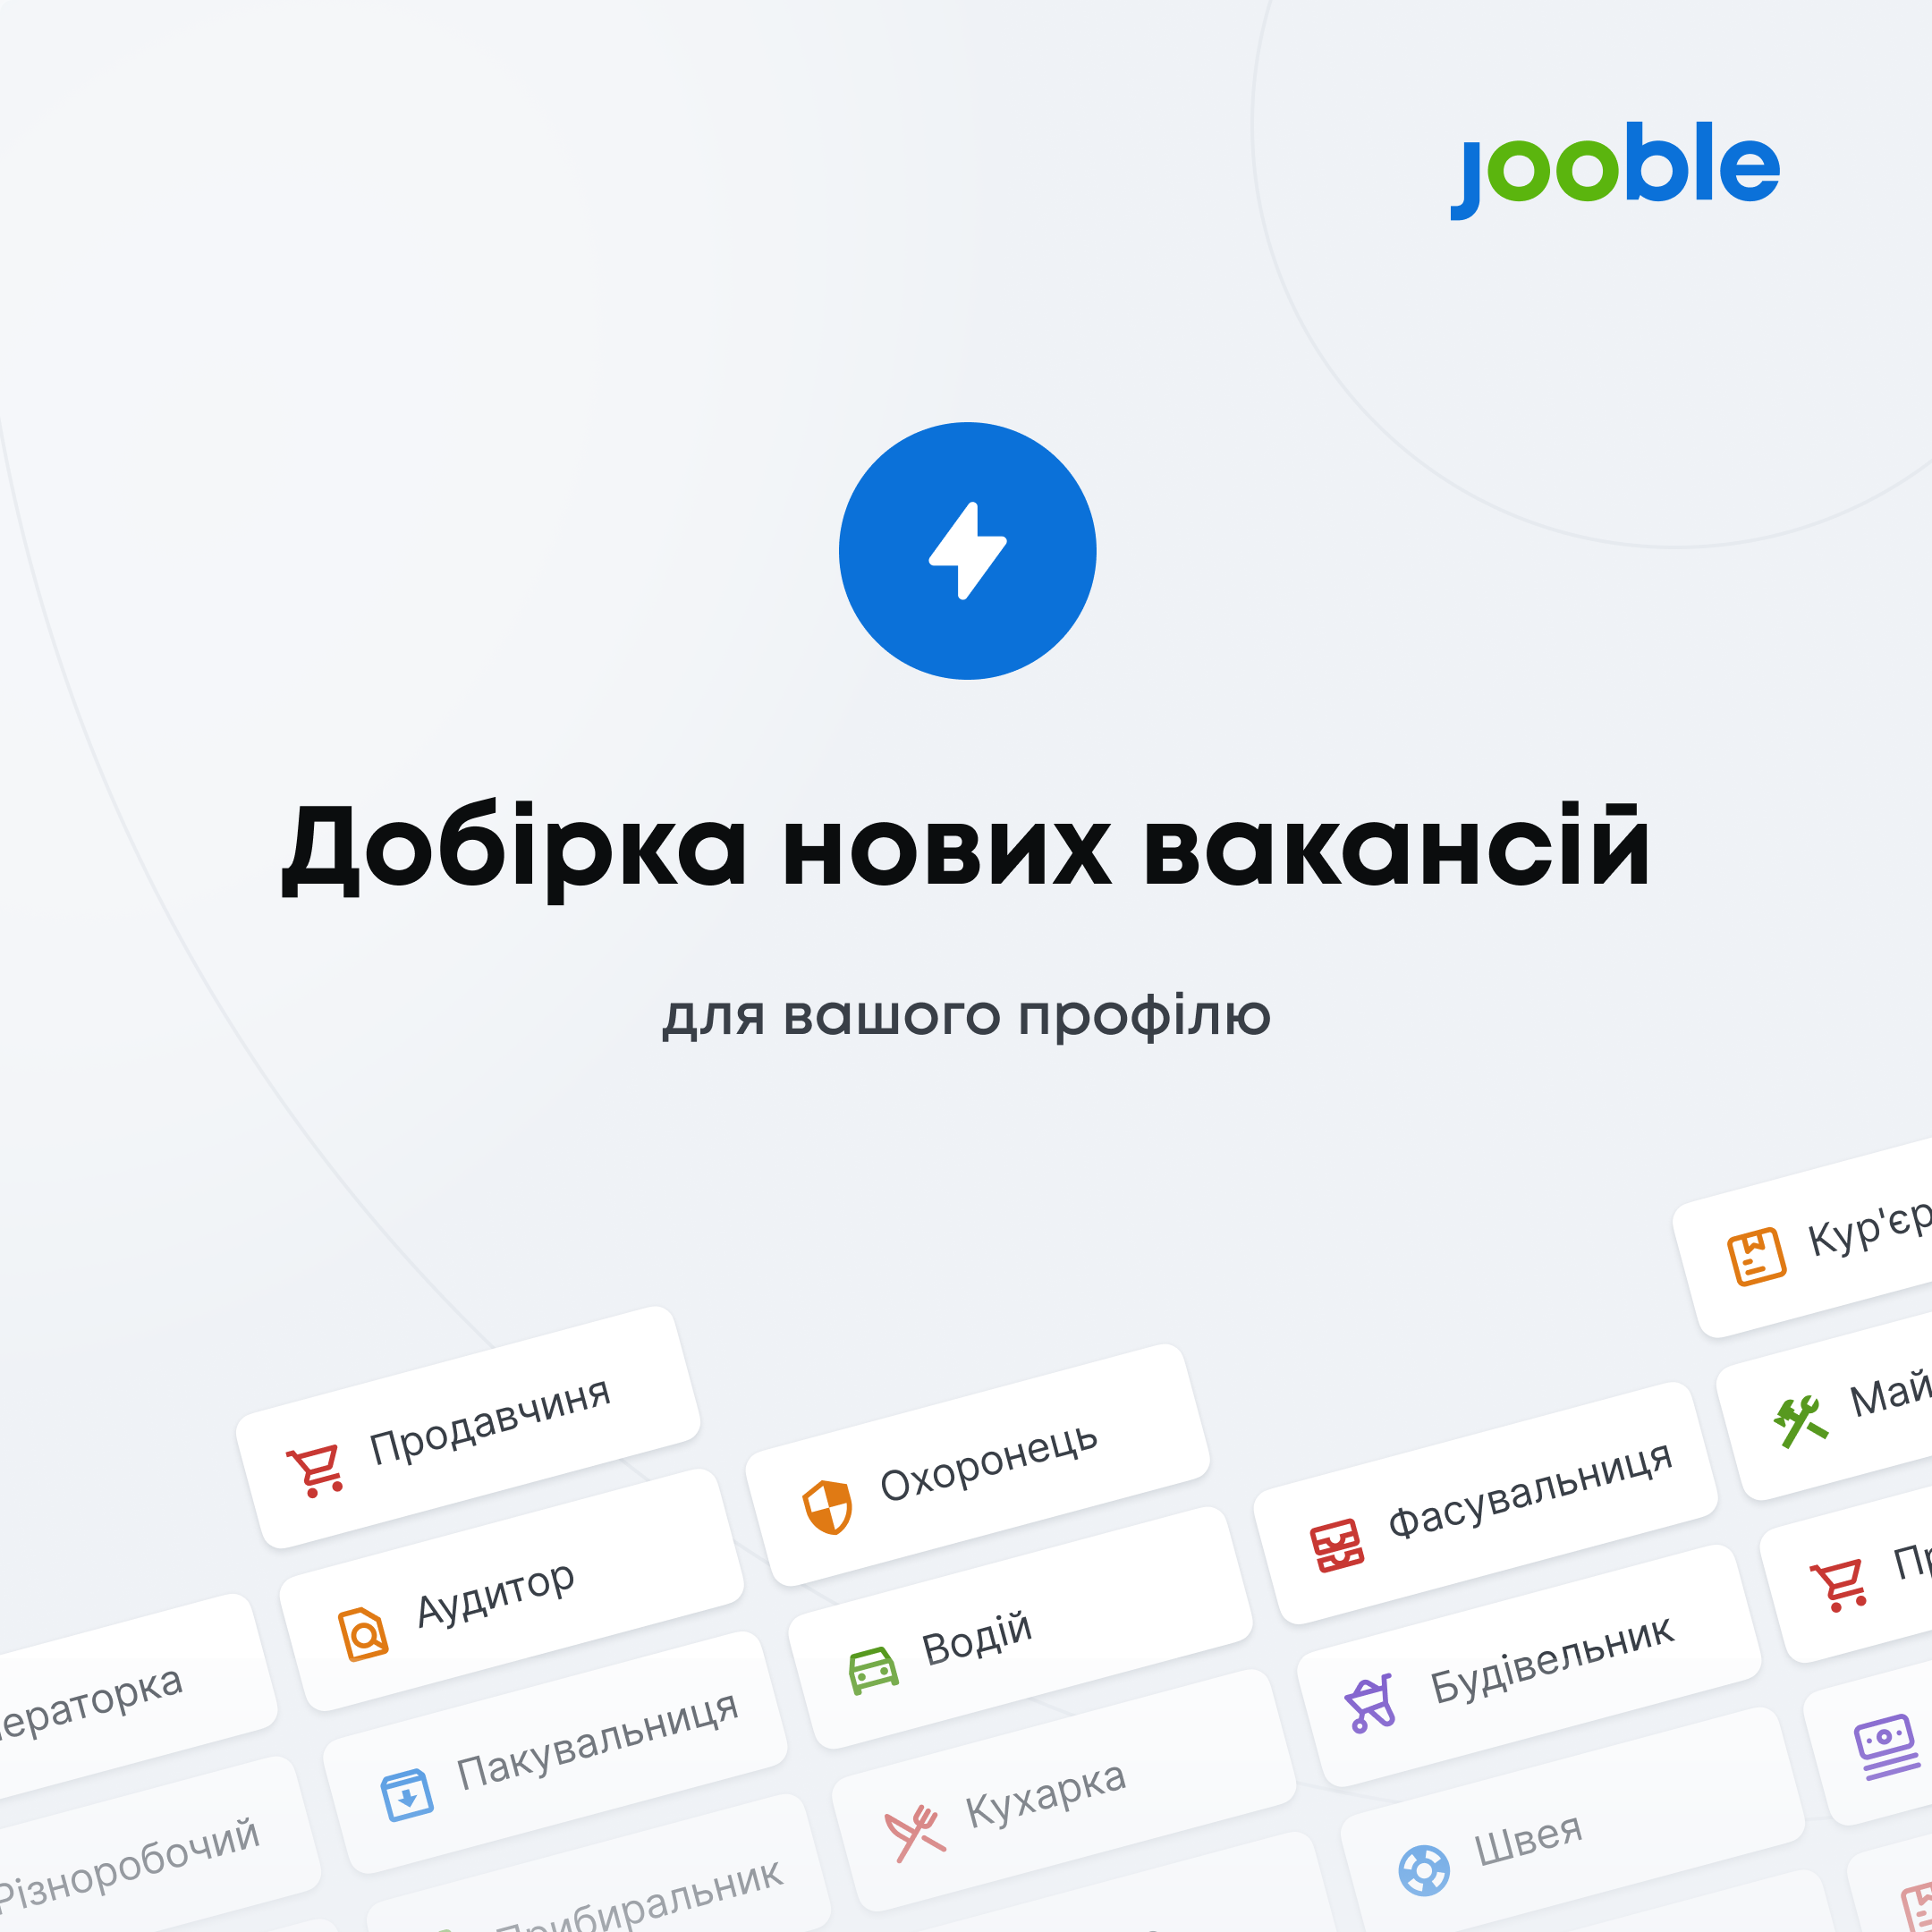 jooble
Добірка нових вакансій
для вашого профілю
Кур'єр
Продавчиня
Охоронець
Фасувальниця
Аудитор
Водій
Будівельник
Пакувальниця
Кухарка
Швея
Різноробочий
Прибиральник